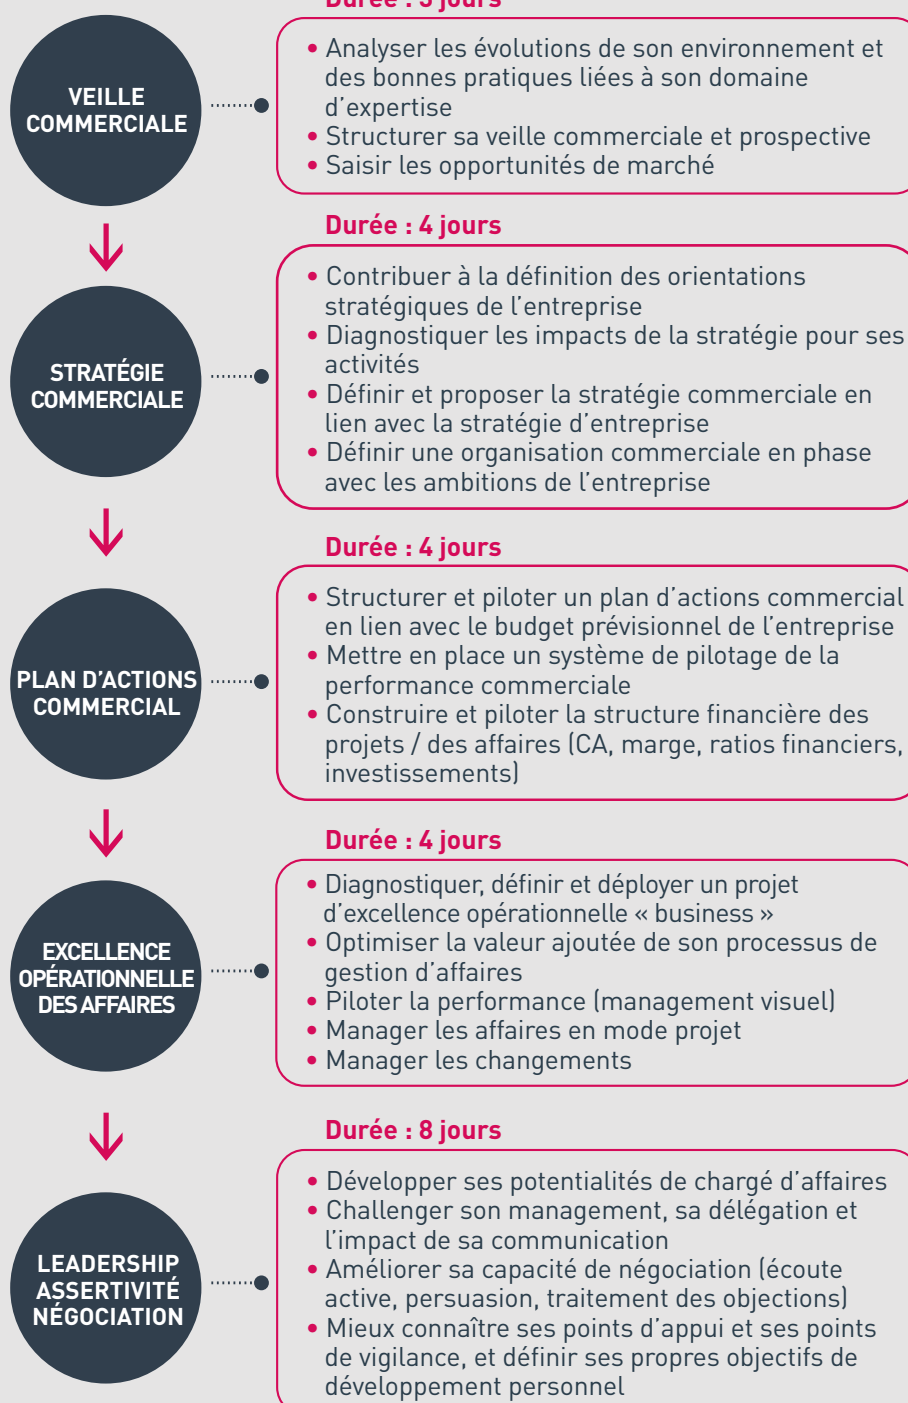 Durée : jours
VEILLE
COMMERCIALE
• Analyser les évolutions de son environnement et
des bonnes pratiques liées à son domaine
d’expertise
• Structurer sa veille commerciale et prospective
• Saisir les opportunités de marché
Durée : 4 jours
STRATÉGIE
COMMERCIALE
• Contribuer à la définition des orientations
stratégiques de l’entreprise
• Diagnostiquer les impacts de la stratégie pour ses
activités
• Définir et proposer la stratégie commerciale en
lien avec la stratégie d’entreprise
• Définir une organisation commerciale en phase
avec les ambitions de l’entreprise
Durée : 4 jours
PLAN D’ACTIONS
COMMERCIAL
• Structurer et piloter un plan d’actions commercial
en lien avec le budget prévisionnel de l’entreprise
• Mettre en place un système de pilotage de la
performance commerciale
• Construire et piloter la structure financière des
projets / des affaires (CA, marge, ratios financiers,
investissements)
Durée : 4 jours
EXCELLENCE
OPÉRATIONNELLE
DES AFFAIRES
• Diagnostiquer, définir et déployer un projet
d’excellence opérationnelle « business »
• Optimiser la valeur ajoutée de son processus de
gestion d’affaires
• Piloter la performance (management visuel)
• Manager les affaires en mode projet
• Manager les changements
Durée : 8 jours
LEADERSHIP
ASSERTIVITÉ
NÉGOCIATION
• Développer ses potentialités de chargé d’affaires
• Challenger son management, sa délégation et
l’impact de sa communication
• Améliorer sa capacité de négociation (écoute
active, persuasion, traitement des objections)
• Mieux connaître ses points d’appui et ses points
de vigilance, et définir ses propres objectifs de
développement personnel